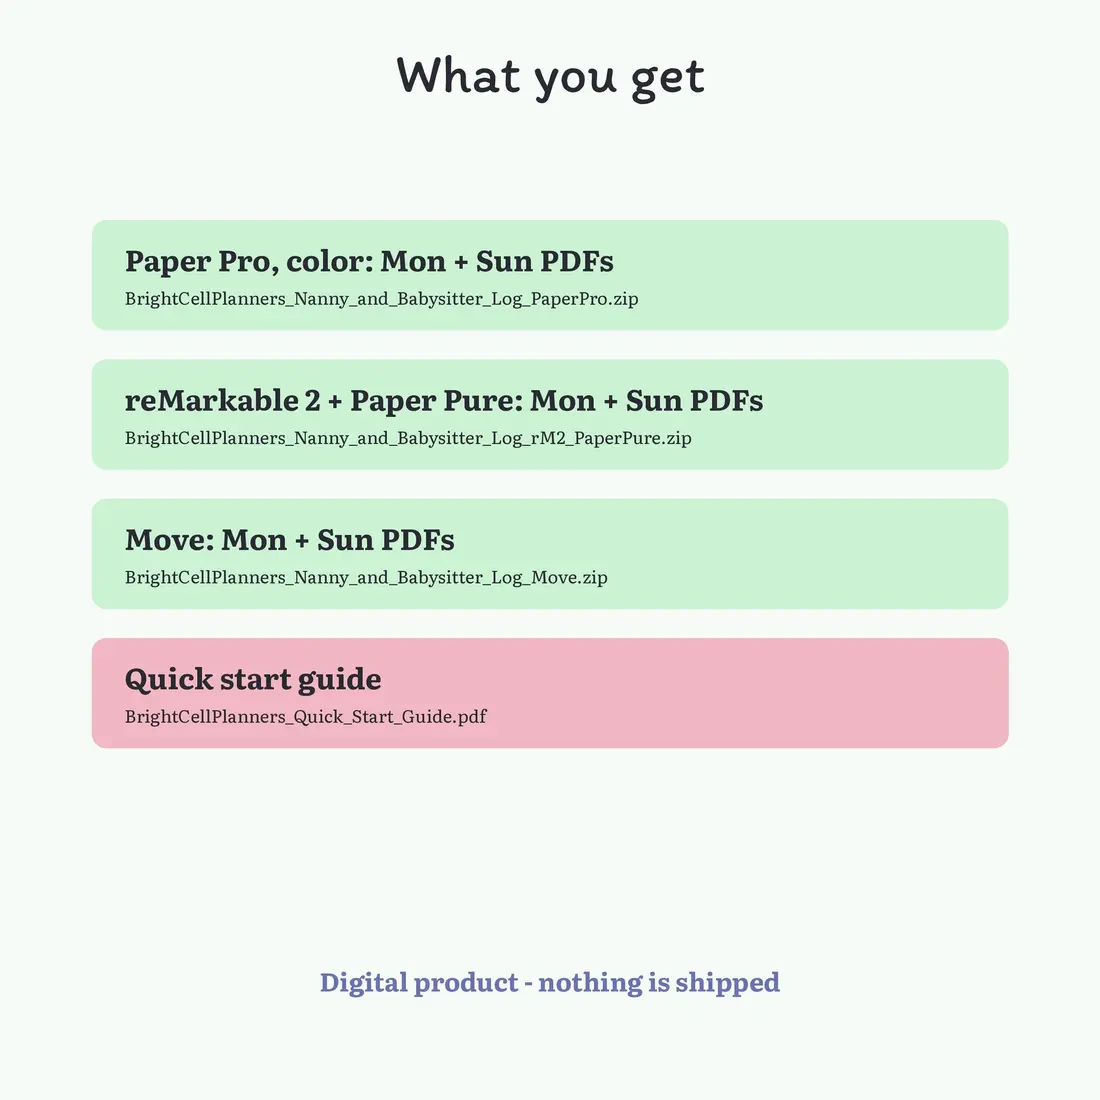 What you get
Paper Pro, color: Mon + Sun PDFs
BrightCellPlanners_Nanny_and_Babysitter_Log_PaperPro.zip
reMarkable 2 + Paper Pure: Mon + Sun PDFs
BrightCellPlanners_Nanny_and_Babysitter_Log_rM2_PaperPure.zip
Move: Mon + Sun PDFs
BrightCellPlanners_Nanny_and_Babysitter_Log_Move.zip
Quick start guide
BrightCellPlanners_Quick_Start_Guide.pdf
Digital product - nothing is shipped